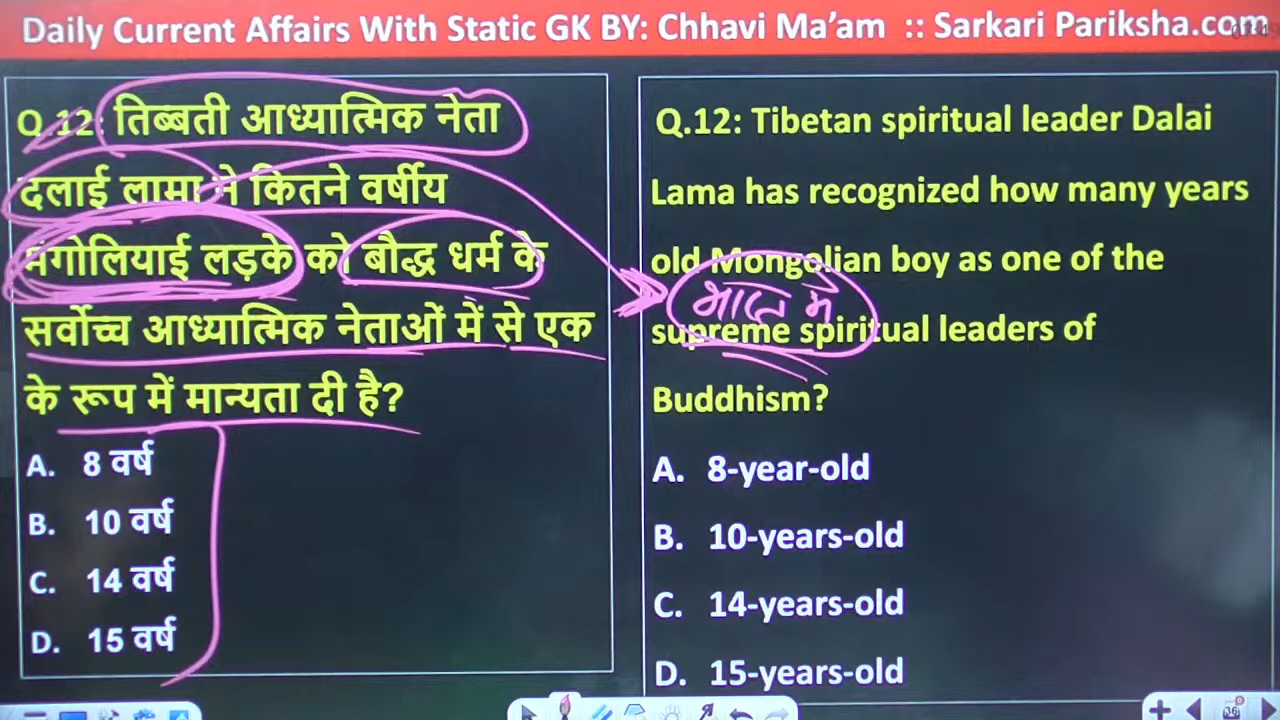 Daily Current Affairs With Static GK BY: Chhavi Ma’am :: Sarkari Pariksha.com
Q.12: तिब्बती आध्यात्मिक नेता
दलाई लामा ने कितने वर्षीय
मंगोलियाई लड़के को बौद्ध धर्म के
सर्वोच्च आध्यात्मिक नेताओं में से एक
के रूप में मान्यता दी है?
A. 8 वर्ष
B. 10 वर्ष
C. 14 वर्ष
D. 15 वर्ष
Q.12: Tibetan spiritual leader Dalai
Lama has recognized how many years
old Mongolian boy as one of the
भारत में
supreme spiritual leaders of
Buddhism?
A. 8-year-old
B. 10-years-old
C. 14-years-old
D. 15-years-old
36